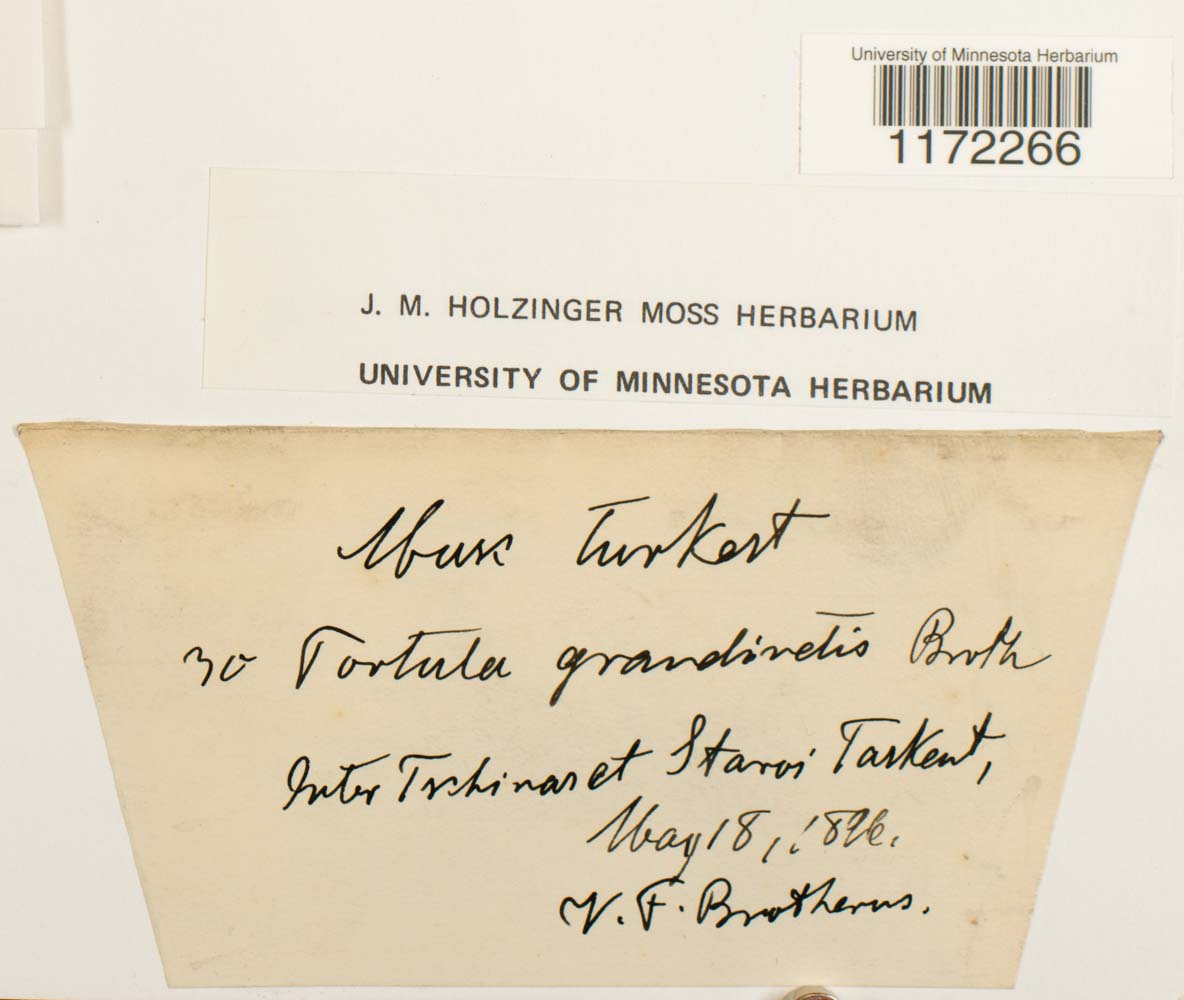 University of Minnesota Herbarium
1172266
J. M. HOLZINGER MOSS HERBARIUM
UNIVERSITY OF MINNESOTA HERBARIUM
Musc Turkest
30 Tortula grandiretis Broth
Inter Tschinas et Staroi Taskent,
May 18, 1896.
V. F. Brotherus.